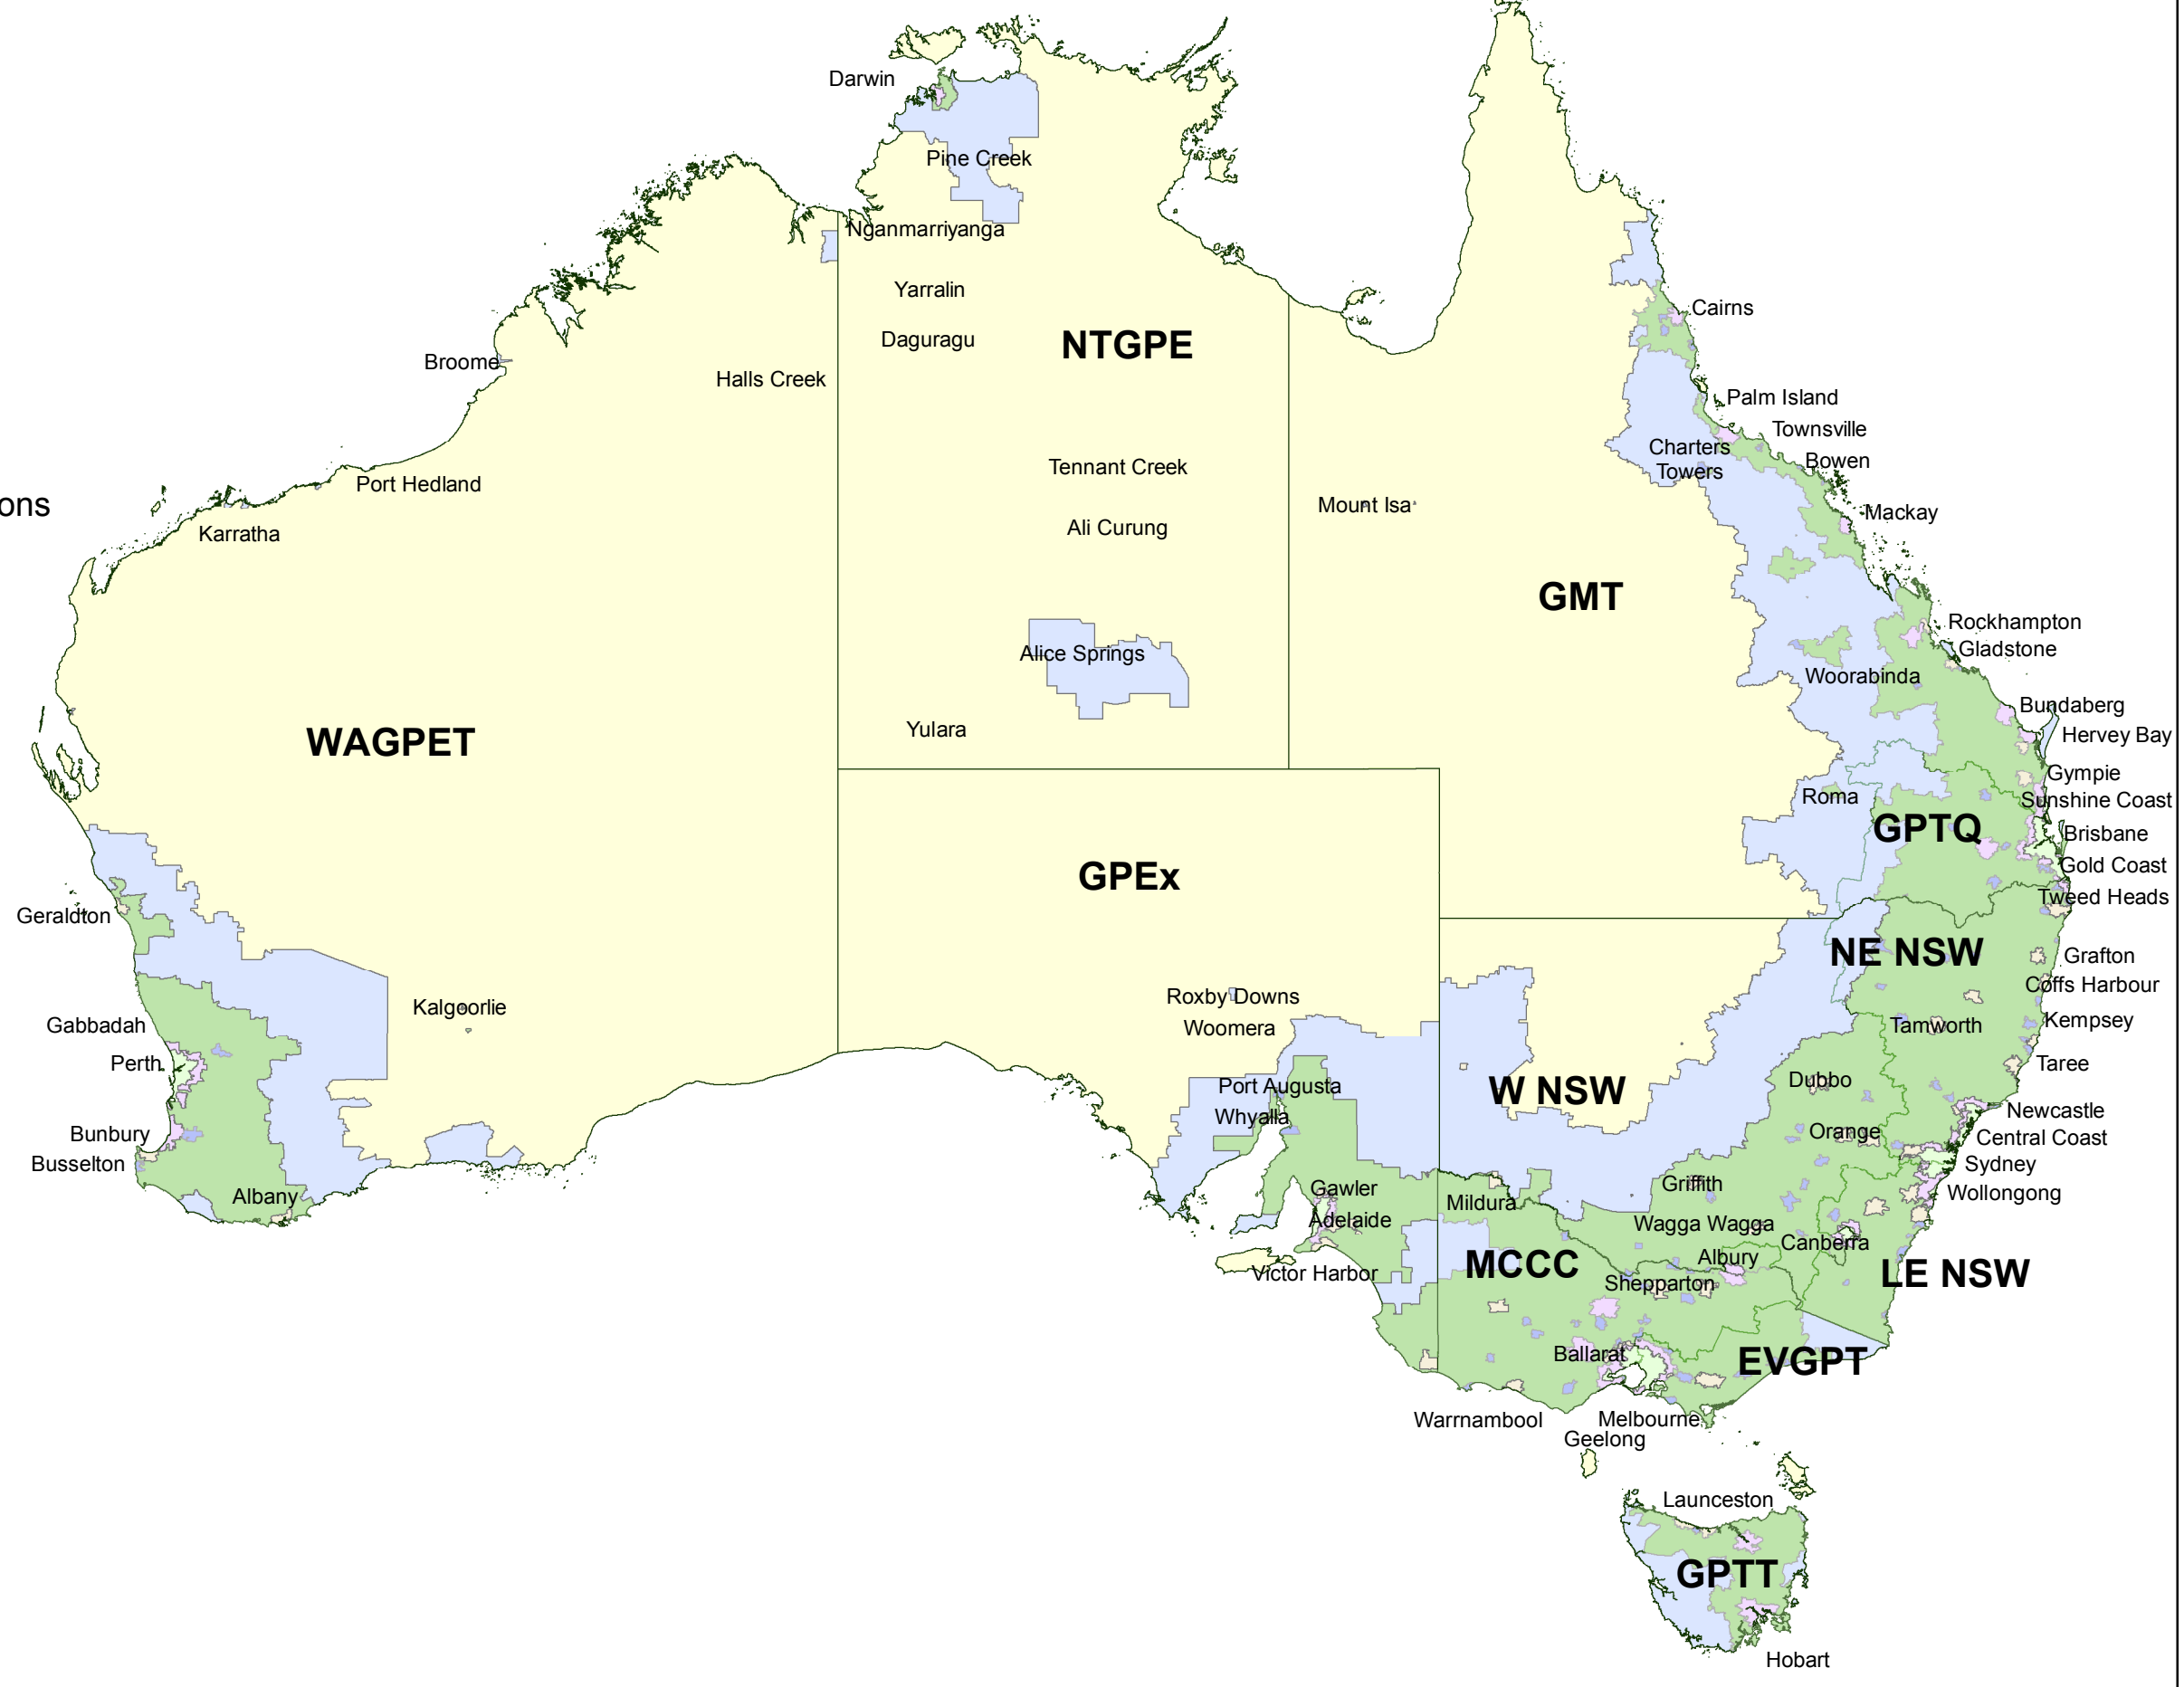 Darwin
Pine Creek
Nganmarriyanga
Yarralin
Cairns
Daguragu
NTGPE
Broome
Halls Creek
Palm Island
Townsville
Charters
Towers
Bowen
Tennant Creek
Port Hedland
ons
Mount Isa
Mackay
Karratha
Ali Curung
GMT
Rockhampton
Gladstone
Alice Springs
Woorabinda
Bundaberg
Yulara
Hervey Bay
WAGPET
Gympie
Roma
Sunshine Coast
GPTQ
Brisbane
Gold Coast
GPEx
Tweed Heads
Geraldton
NE NSW
Grafton
Coffs Harbour
Roxby Downs
Kalgoorlie
Gabbadah
Woomera
Tamworth
Kempsey
Perth
Taree
Port Augusta
W NSW
Dubbo
Whyalla
Newcastle
Bunbury
Orange
Central Coast
Busselton
Sydney
Albany
Gawler
Mildura
Griffith
Wollongong
Adelaide
Wagga Wagga
Canberra
Albury
MCCC
Victor Harbor
Shepparton
LE NSW
Ballarat
EVGPT
Warrnambool
Melbourne
Geelong
Launceston
GPTT
Hobart